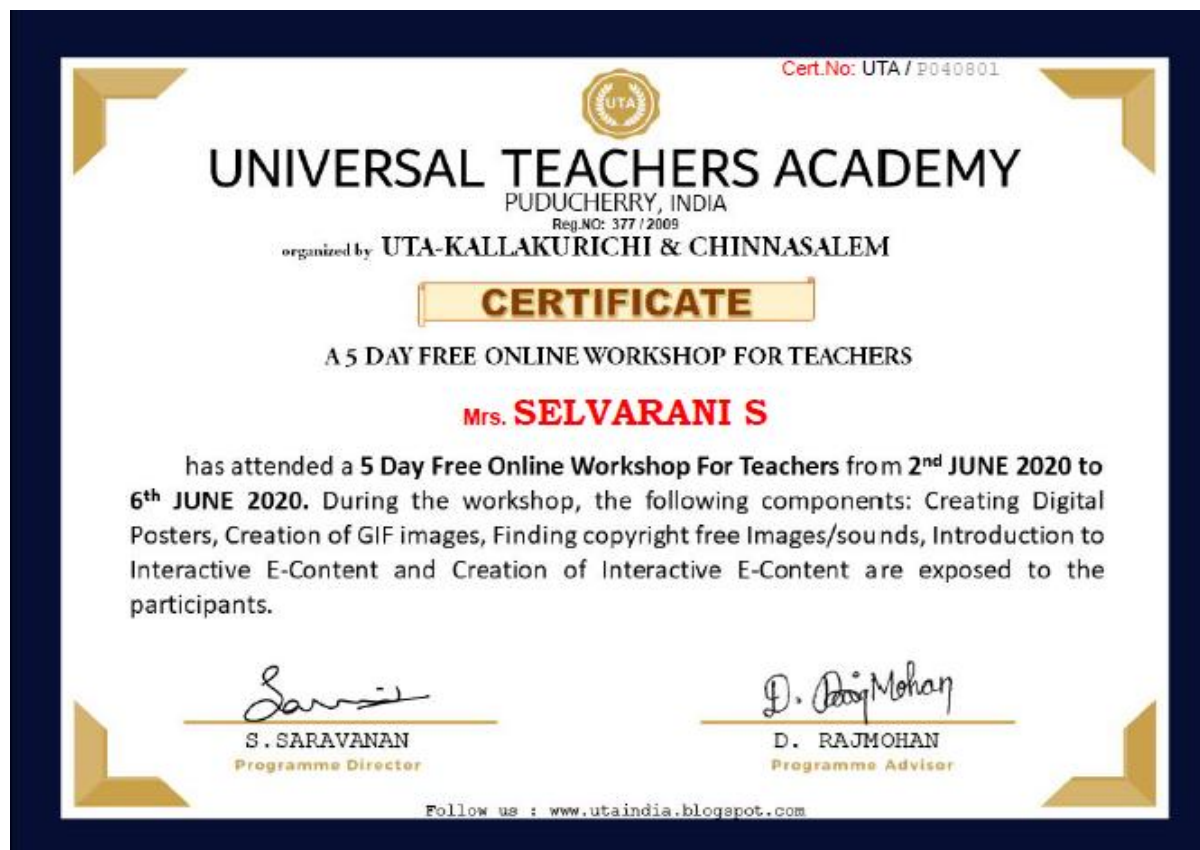 Cert.No: UTA / P040801
UTA
UNIVERSAL TEACHERS ACADEMY
PUDUCHERRY, INDIA
Reg.NO: 377 / 2009
organized by UTA-KALLAKURICHI & CHINNASALEM
CERTIFICATE
A 5 DAY FREE ONLINE WORKSHOP FOR TEACHERS
Mrs. SELVARANI S
has attended a 5 Day Free Online Workshop For Teachers from 2nd JUNE 2020 to
6th JUNE 2020. During the workshop, the following components: Creating Digital
Posters, Creation of GIF images, Finding copyright free Images/sounds, Introduction to
Interactive E-Content and Creation of Interactive E-Content are exposed to the
participants.
D. RajMohan
S.SARAVANAN
D. RAJMOHAN
Programme Director
Programme Advisor
Follow us : www.utaindia.blogspot.com